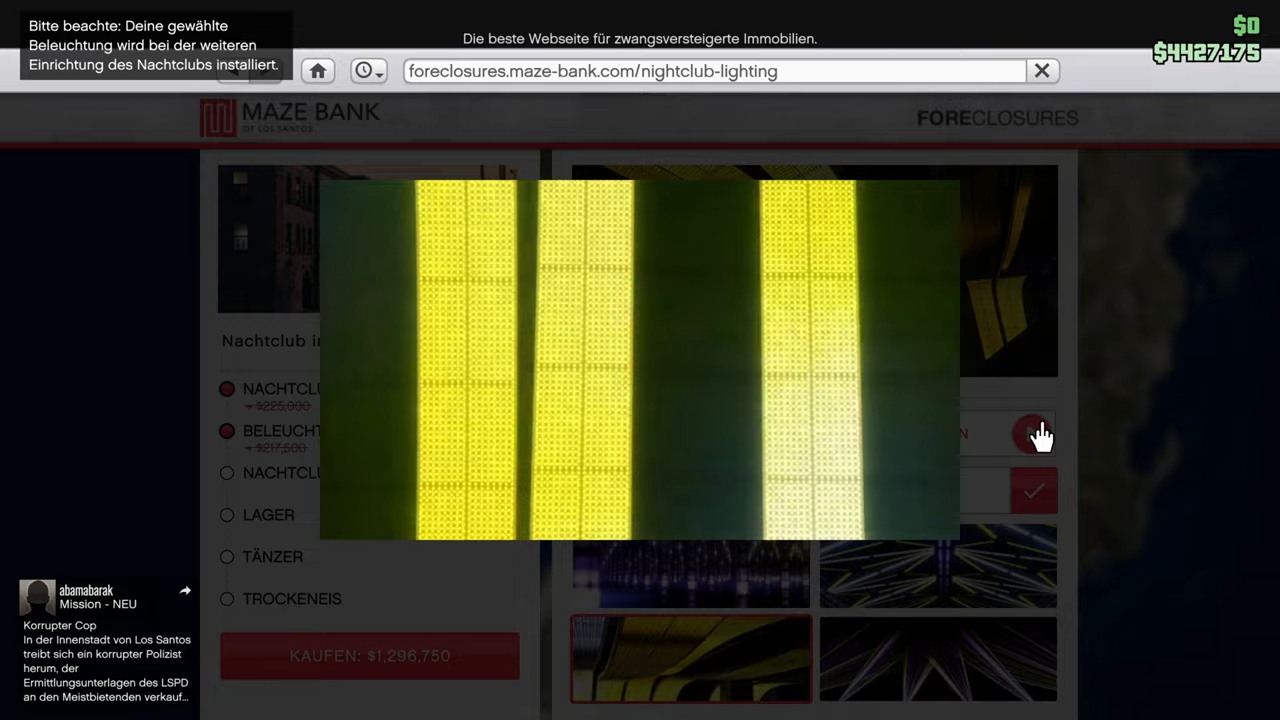 Bitte beachte: Deine gewählte
Beleuchtung wird bei der weiteren
Einrichtung des Nachtclubs installiert.
Die beste Webseite für zwangsversteigerte Immobilien.
$0
$4427175
foreclosures.maze-bank.com/nightclub-lighting
MAZE BANK
OF LOS SANTOS
FORECLOSURES
Nachtclub i
NACHTCLU
+ $225,000
BELEUCHT
+ $217,500
NACHTCLU
LAGER
TÄNZER
TROCKENEIS
KAUFEN: $1,296,750
N
abamabarak
Mission - NEU
Korrupter Cop
In der Innenstadt von Los Santos
treibt sich ein korrupter Polizist
herum, der
Ermittlungsunterlagen des LSPD
an den Meistbietenden verkauf...